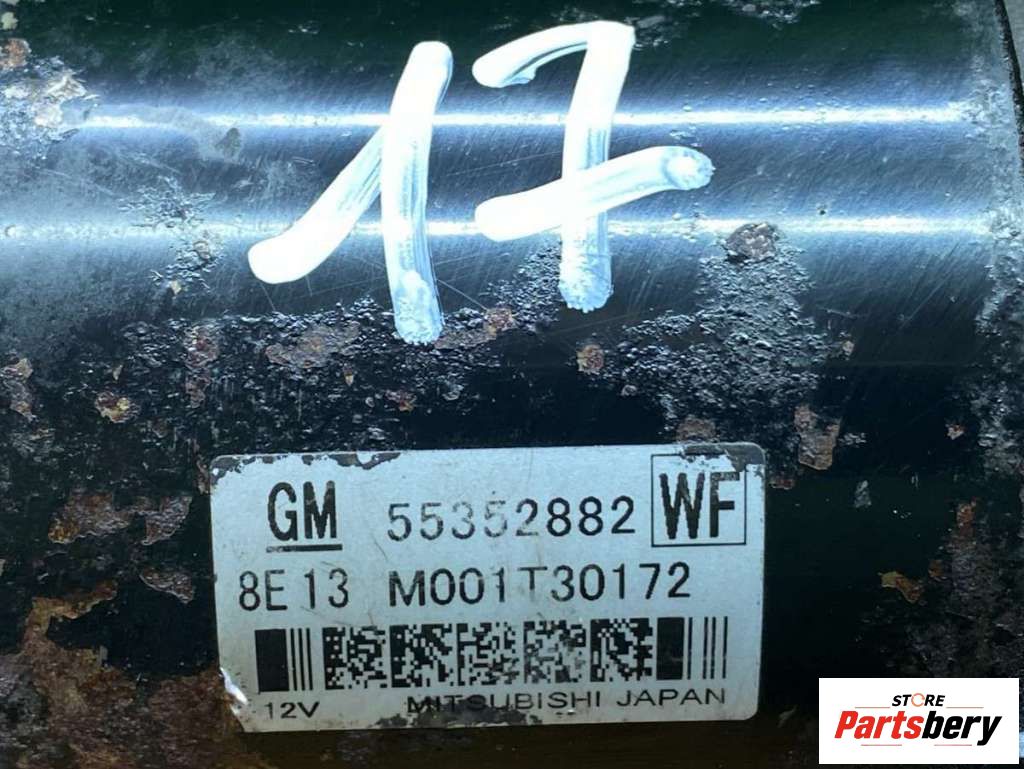 17
GM 55352882 WF
8E13 M001T30172
12V MITSUBISHI JAPAN
STORE
Partsbery